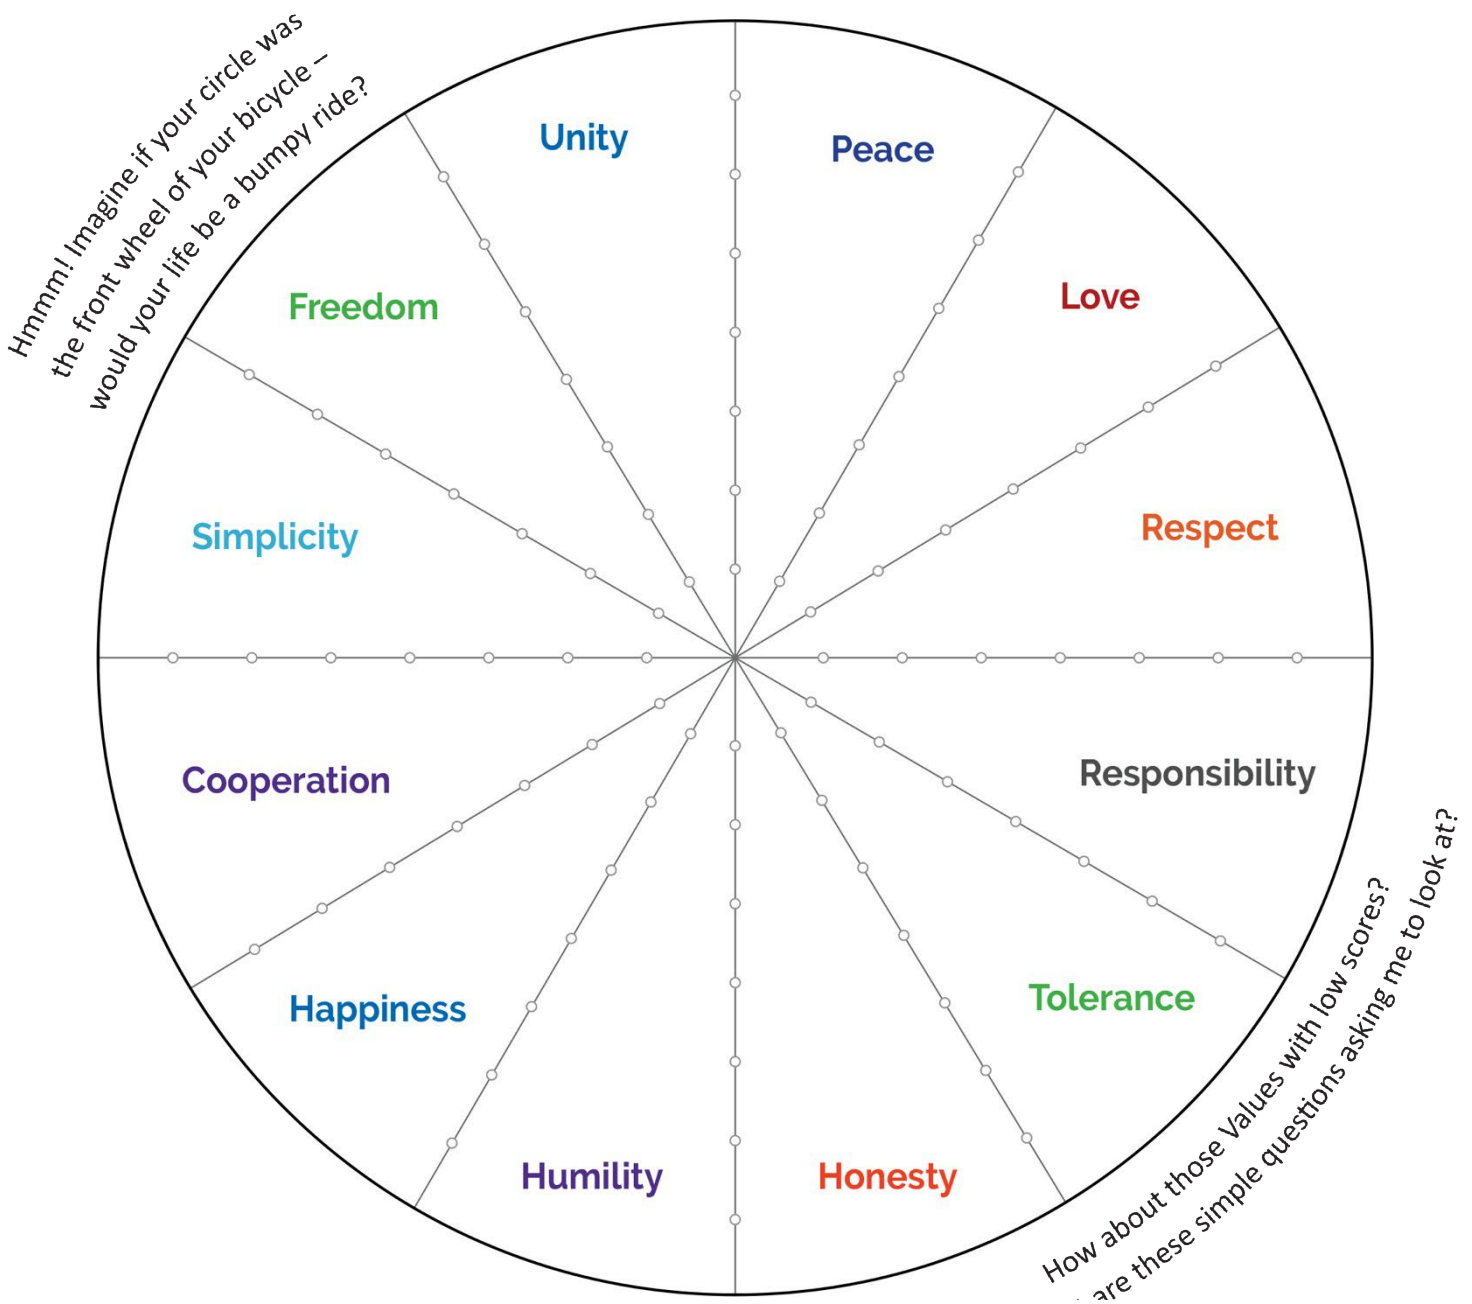 Hmmm! Imagine if your circle was
the front wheel of your bicycle –
would your life be a bumpy ride?
Unity
Peace
Freedom
Love
Simplicity
Respect
Cooperation
Responsibility
Happiness
Tolerance
Humility
Honesty
How about those Values with low scores?
are these simple questions asking me to look at?